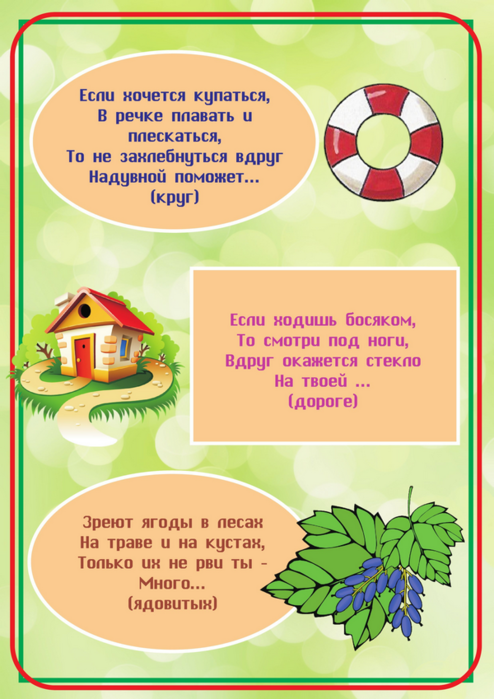 Если хочется купаться,
В речке плавать и
плескаться,
То не захлебнуться вдруг
Надувной поможет...
(круг)
Если ходишь босяком,
То смотри под ноги,
Вдруг окажется стекло
На твоей ...
(дороге)
Зреют ягоды в лесах
На траве и на кустах,
Только их не рви ты -
Много...
(ядовитых)